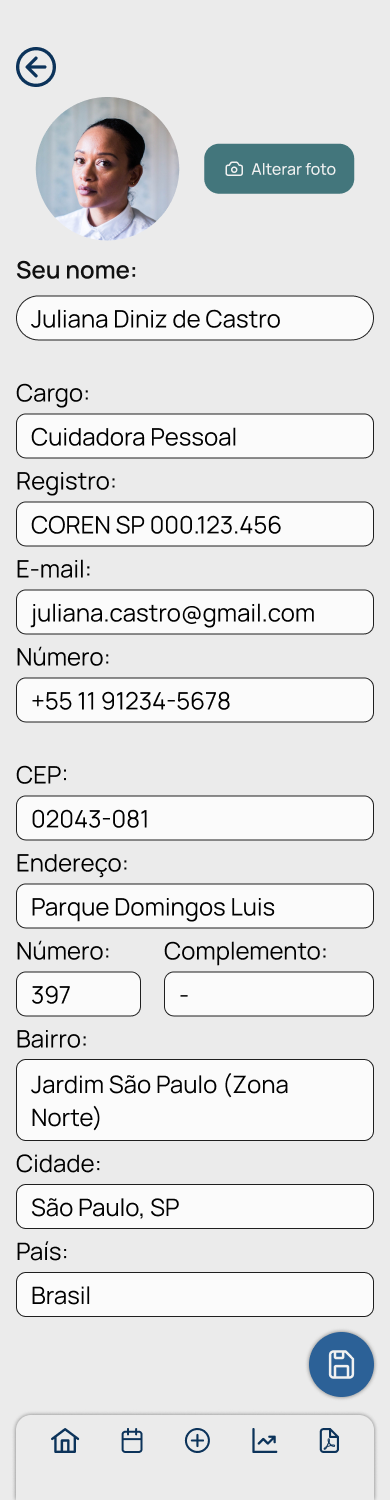 Alterar foto
Seu nome:
Juliana Diniz de Castro
Cargo:
Cuidadora Pessoal
Registro:
COREN SP 000.123.456
E-mail:
juliana.castro@gmail.com
Número:
+55 11 91234-5678
CEP:
02043-081
Endereço:
Parque Domingos Luis
Número: Complemento:
397 -
Bairro:
Jardim São Paulo (Zona
Norte)
Cidade:
São Paulo, SP
País:
Brasil